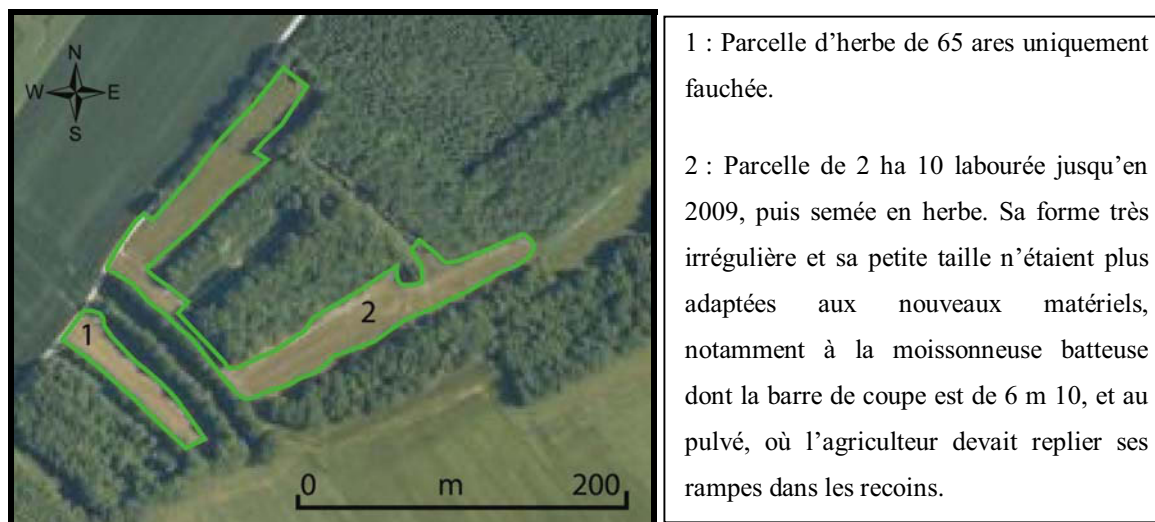 N
W E
S
1
2
0 m 200
1 : Parcelle d’herbe de 65 ares uniquement
fauchée.
2 : Parcelle de 2 ha 10 labourée jusqu’en
2009, puis semée en herbe. Sa forme très
irrégulière et sa petite taille n’étaient plus
adaptées aux nouveaux matériels,
notamment à la moissonneuse batteuse
dont la barre de coupe est de 6 m 10, et au
pulvé, où l’agriculteur devait replier ses
rampes dans les recoins.